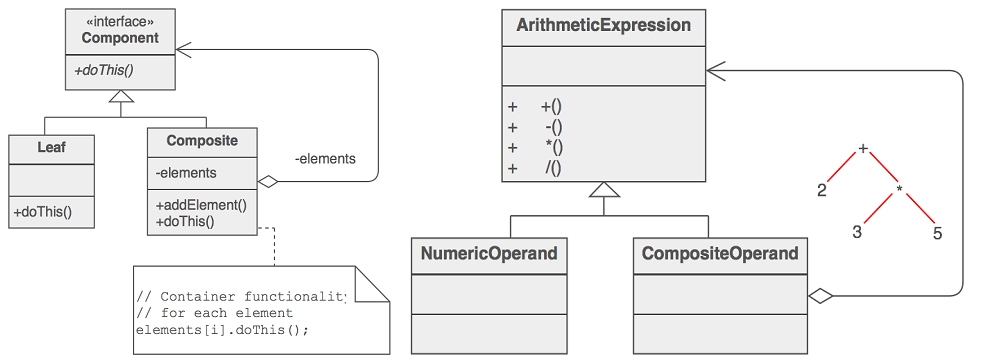 «interface»
Component
+doThis()
Leaf
+doThis()
Composite
-elements
+addElement()
+doThis()
-elements
// Container functionality
// for each element
elements[i].doThis();
ArithmeticExpression
+ +()
+ -()
+ *()
+ /()
NumericOperand
CompositeOperand
+
2 *
3 5